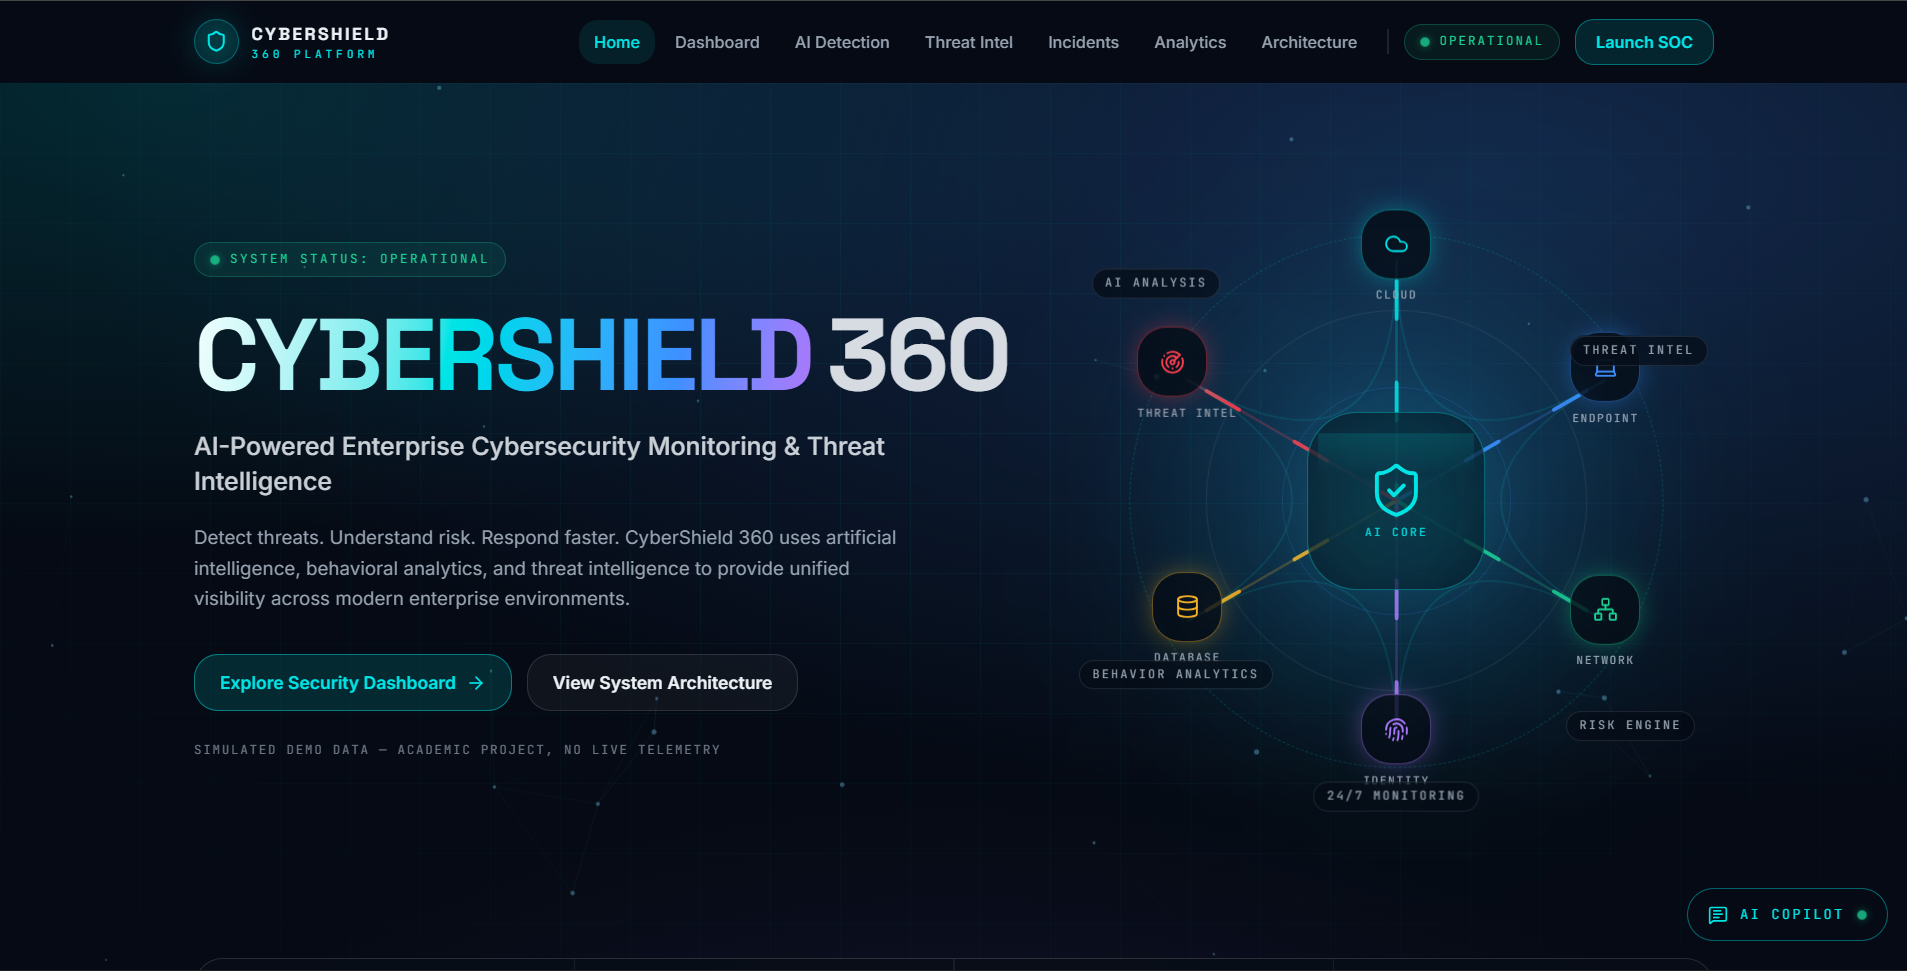 CYBERSHIELD
360 PLATFORM
Home
Dashboard
AI Detection
Threat Intel
Incidents
Analytics
Architecture
OPERATIONAL
Launch SOC
SYSTEM STATUS: OPERATIONAL
CYBERSHIELD 360
AI-Powered Enterprise Cybersecurity Monitoring & Threat
Intelligence
Detect threats. Understand risk. Respond faster. CyberShield 360 uses artificial
intelligence, behavioral analytics, and threat intelligence to provide unified
visibility across modern enterprise environments.
Explore Security Dashboard
View System Architecture
SIMULATED DEMO DATA — ACADEMIC PROJECT, NO LIVE TELEMETRY
AI ANALYSIS
CLOUD
THREAT INTEL
THREAT INTEL
ENDPOINT
AI CORE
DATABASE
BEHAVIOR ANALYTICS
NETWORK
RISK ENGINE
IDENTITY
24/7 MONITORING
AI COPILOT